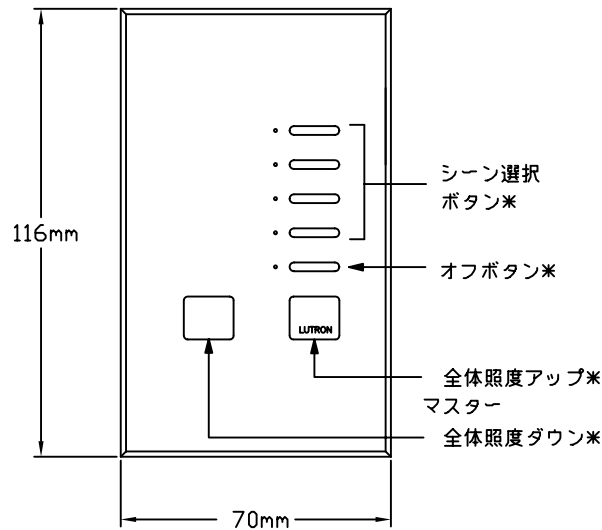 シーン選択
ボタン*
116mm
オフボタン*
LUTRON
全体照度アップ*
マスター
全体照度ダウン*
70mm